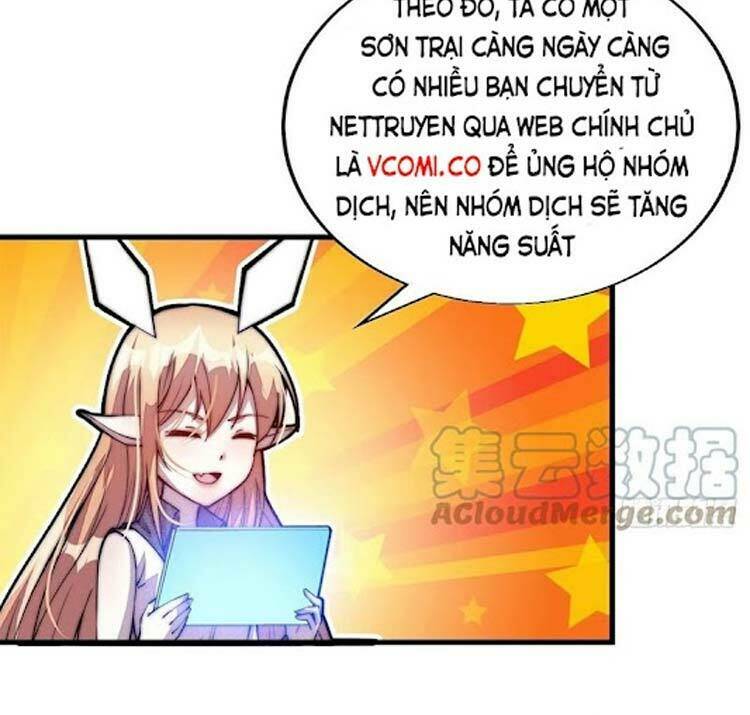 THEO ĐÓ, TA CÓ MỘT
SƠN TRẠI CÀNG NGÀY CÀNG
CÓ NHIỀU BẠN CHUYỂN TỪ
NETTRUYEN QUA WEB CHÍNH CHỦ
LÀ VCOMI.CO ĐỂ ỦNG HỘ NHÓM
DỊCH, NÊN NHÓM DỊCH SẼ TĂNG
NĂNG SUẤT
集云数据
ACloudMerge.com